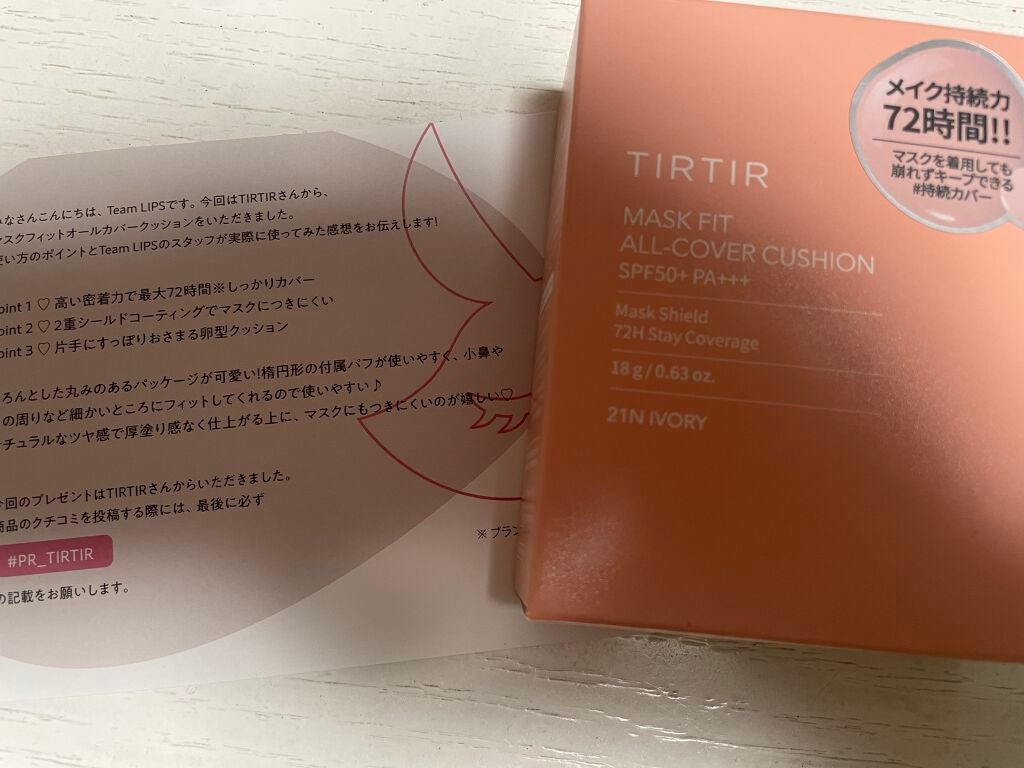 みなさんこんにちは、Team LIPSです。今回はTIRTIRさんから、
マスクフィットオールカバークッションをいただきました。
使い方のポイントとTeam LIPSのスタッフが実際に使ってみた感想をお伝えします!
oint 1 ♡ 高い密着力で最大72時間※しっかりカバー
oint 2 ♡ 2重シールドコーティングでマスクにつきにくい
oint 3 ♡ 片手にすっぽりおさまる卵型クッション
ろんとした丸みのあるパッケージが可愛い!楕円形の付属パフが使いやすく、小鼻や
の周りなど細かいところにフィットしてくれるので使いやすい♪
チュラルなツヤ感で厚塗り感なく仕上がる上に、マスクにもつきにくいのが嬉しい♡
今回のプレゼントはTIRTIRさんからいただきました。
商品のクチコミを投稿する際には、最後に必ず
#PR_TIRTIR
の記載をお願いします。
※ブラン
TIRTIR
MASK FIT
ALL-COVER CUSHION
SPF50+ PA+++
Mask Shield
72H Stay Coverage
18 g / 0.63 oz.
21N IVORY
メイク持続力
72時間!!
マスクを着用しても
崩れずキープできる
#持続カバー